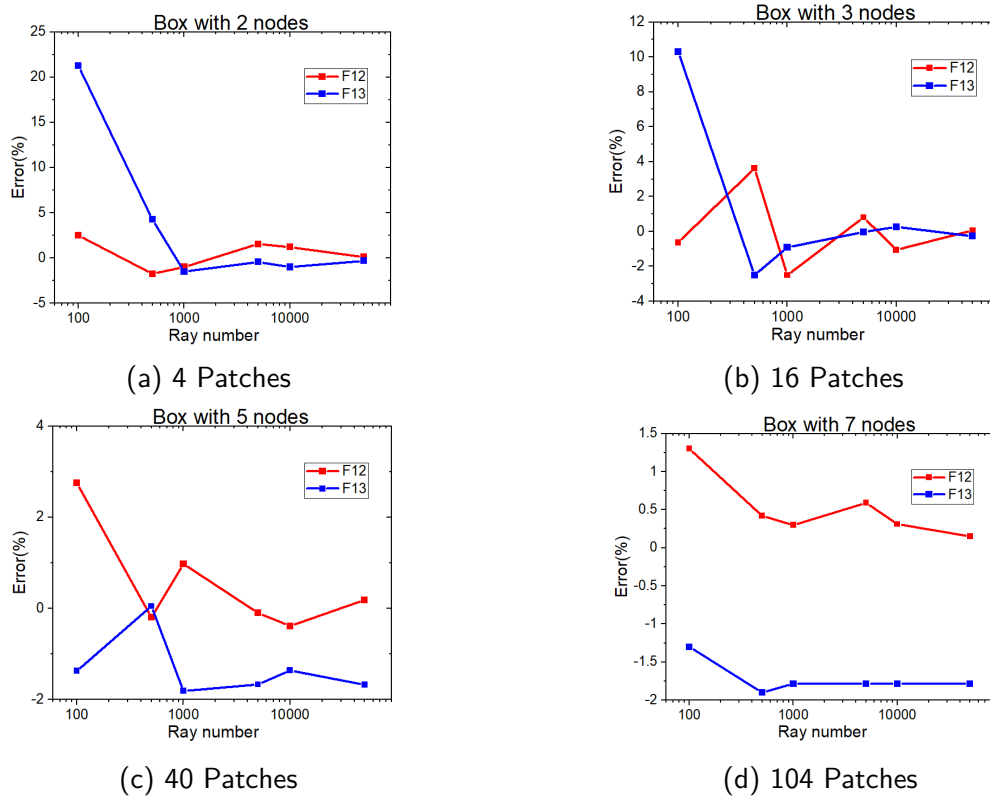 Box with 2 nodes
25
20
15
10
5
0
-5
Error(%)
F12
F13
100
1000
10000
Ray number
(a) 4 Patches
Box with 3 nodes
12
10
8
6
4
2
0
-2
-4
Error(%)
F12
F13
100
1000
10000
Ray number
(b) 16 Patches
Box with 5 nodes
4
2
0
-2
Error(%)
F12
F13
100
1000
10000
Ray number
(c) 40 Patches
Box with 7 nodes
1.5
1
0.5
0
-0.5
-1
-1.5
-2
Error(%)
F12
F13
100
1000
10000
Ray number
(d) 104 Patches